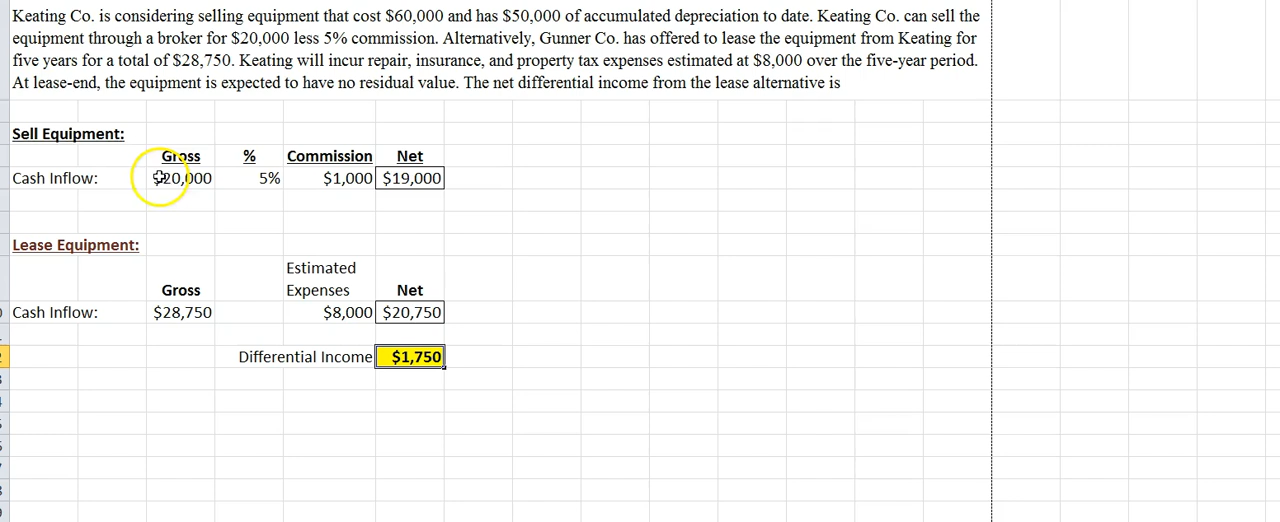 Keating Co. is considering selling equipment that cost $60,000 and has $50,000 of accumulated depreciation to date. Keating Co. can sell the
equipment through a broker for $20,000 less 5% commission. Alternatively, Gunner Co. has offered to lease the equipment from Keating for
five years for a total of $28,750. Keating will incur repair, insurance, and property tax expenses estimated at $8,000 over the five-year period.
At lease-end, the equipment is expected to have no residual value. The net differential income from the lease alternative is
Sell Equipment:
Gross % Commission Net
Cash Inflow: $20,000 5% $1,000 $19,000
Lease Equipment:
Estimated
Gross Expenses Net
Cash Inflow: $28,750 $8,000 $20,750
Differential Income $1,750